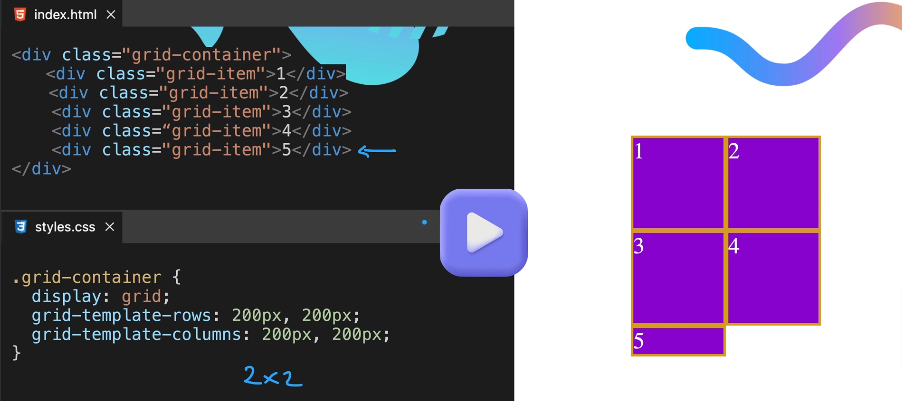 index.html ×
<div class="grid-container">
<div class="grid-item">1</div>
<div class="grid-item">2</div>
<div class="grid-item">3</div>
<div class="grid-item“>4</div>
<div class="grid-item">5</div>
</div>
styles.css ×
.grid-container {
display: grid;
grid-template-rows: 200px, 200px;
grid-template-columns: 200px, 200px;
}
2x2
1 2
3 4
5